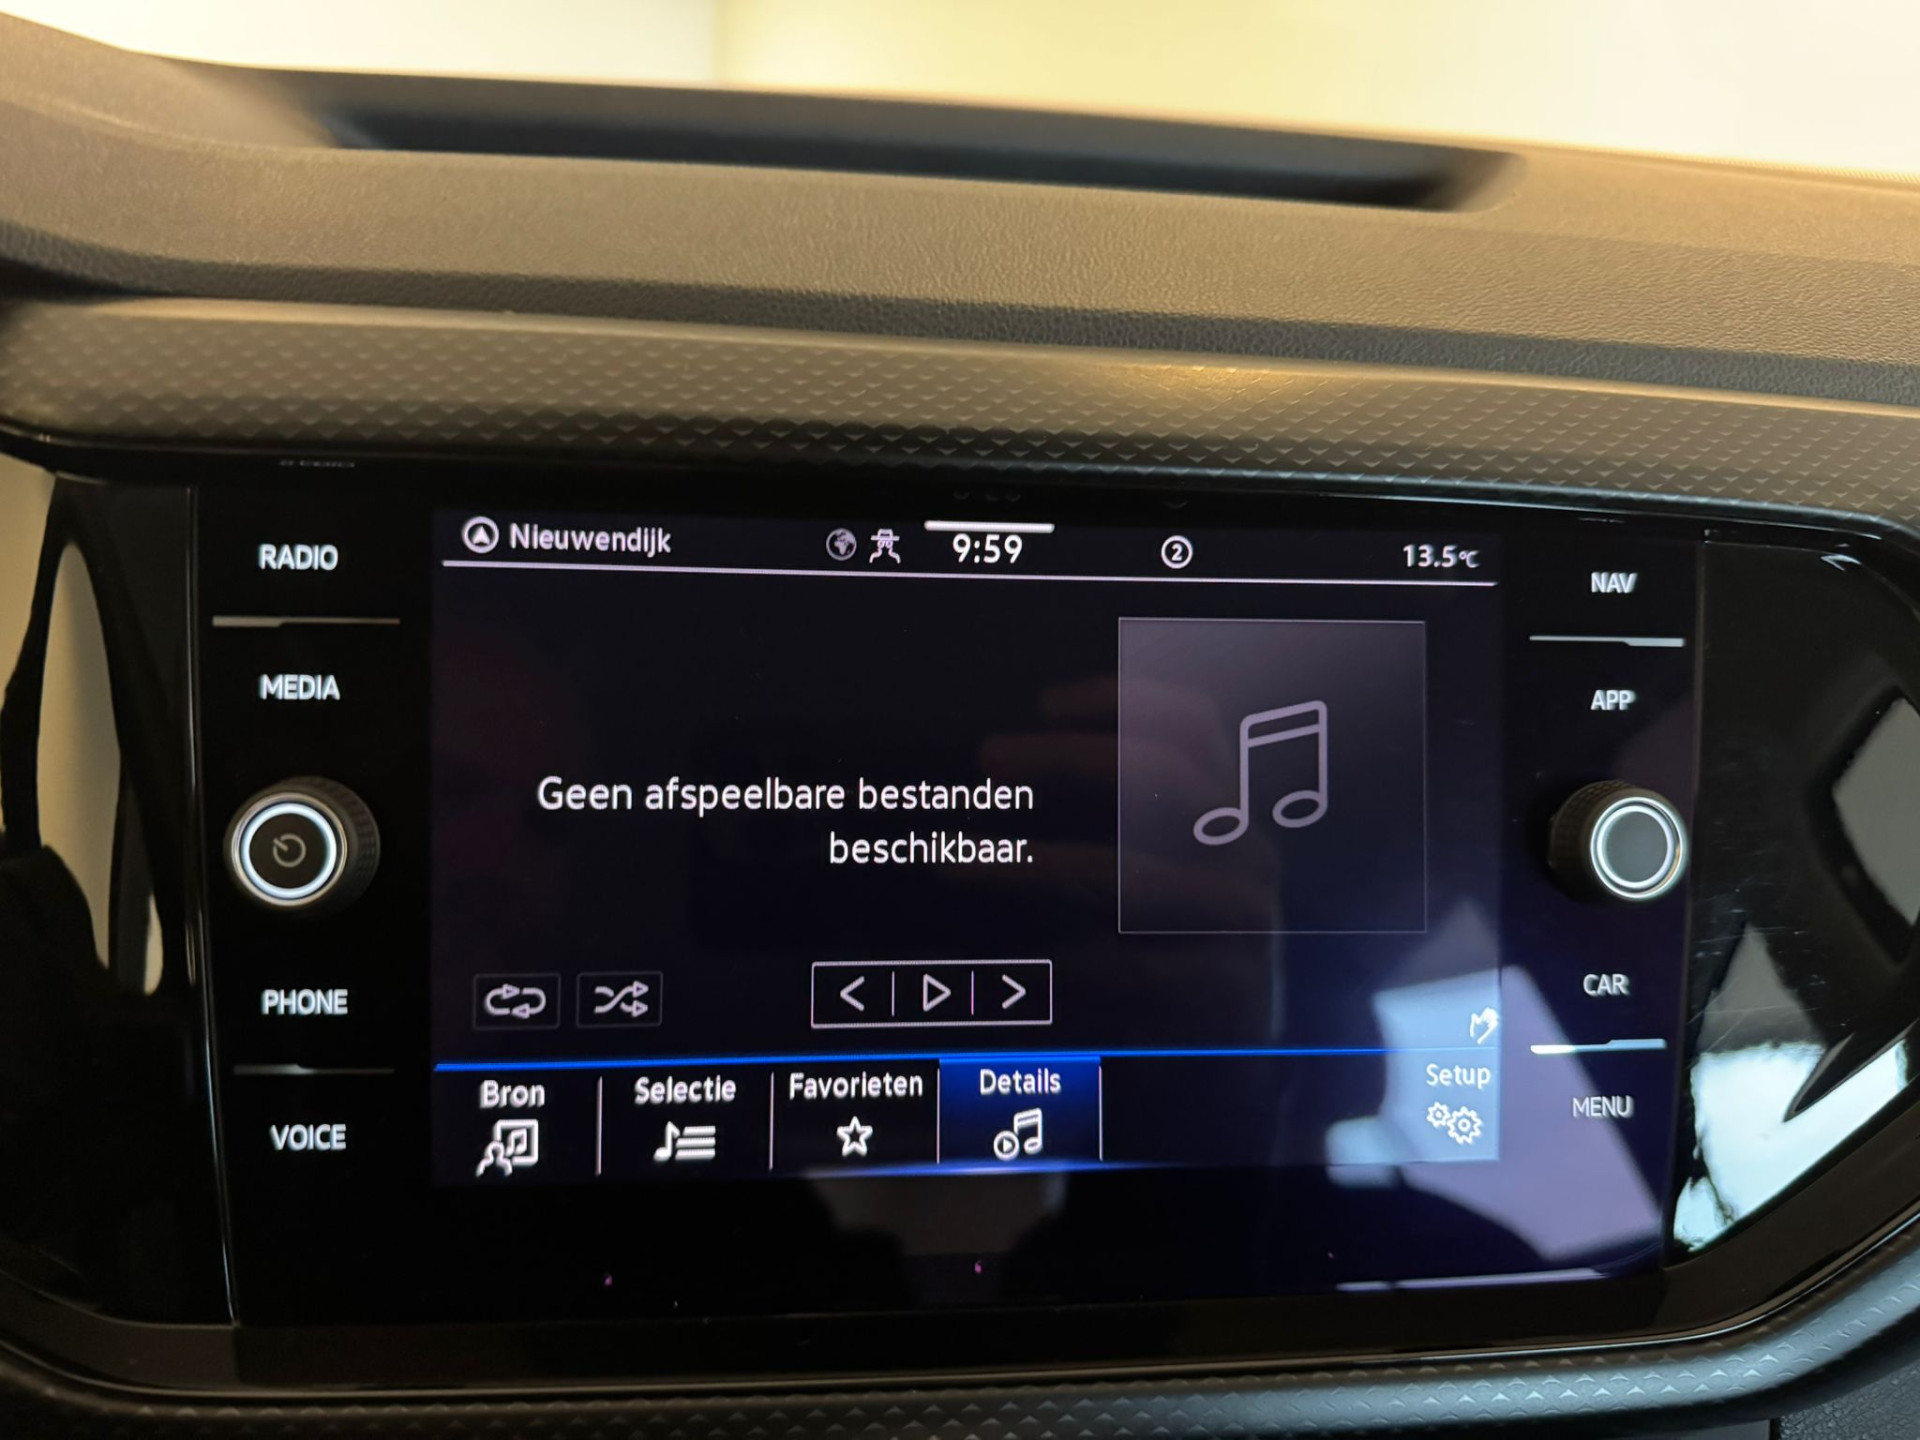 RADIO
MEDIA
PHONE
VOICE
Nieuwendijk
9:59
2
13.5°C
Geen afspeelbare bestanden
beschikbaar.
Bron
Selectie
Favorieten
Details
Setup
NAV
APP
CAR
MENU